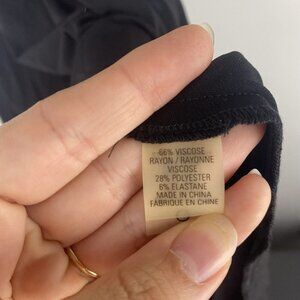 66% VISCOSE
RAYON / RAYONNE
VISCOSE
28% POLYESTER
6% ELASTANE
MADE IN CHINA
FABRIQUE EN CHINE